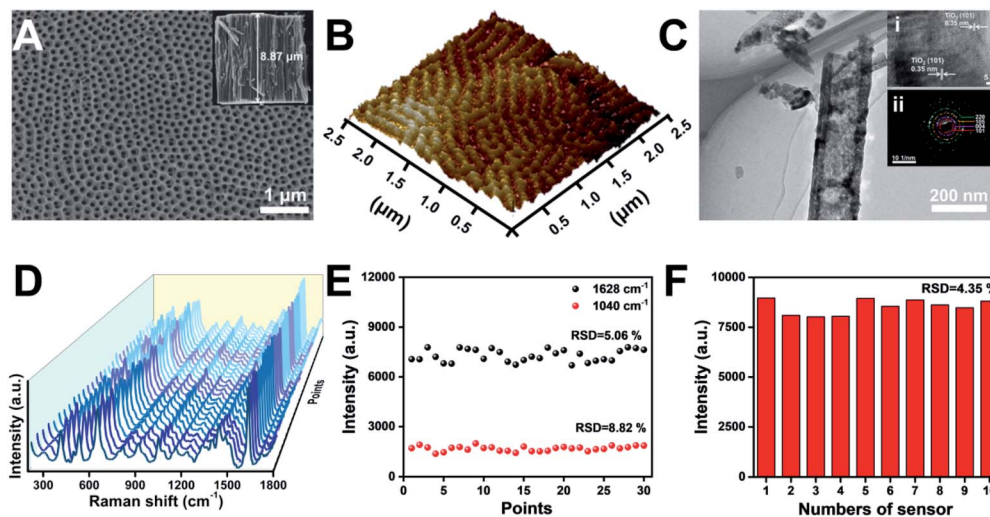 A
8.87 μm
1 μm
B
2.5
2.0
1.5
1.0
0.5
(μm)
0.5
1.0
1.5
2.0
2.5
(μm)
C
i
TiO₂ (101)
0.35 nm
TiO₂ (101)
0.35 nm
5
ii
220
105
004
101
10 1/nm
200 nm
D
Intensity (a.u.)
300 600 900 1200 1500 1800
Raman shift (cm⁻¹)
Points
E
12000
9000
6000
3000
0
Intensity (a.u.)
1628 cm⁻¹
1040 cm⁻¹
RSD=5.06 %
RSD=8.82 %
0 5 10 15 20 25 30
Points
F
10000
7500
5000
2500
0
Intensity (a.u.)
RSD=4.35 %
1 2 3 4 5 6 7 8 9 10
Numbers of sensor